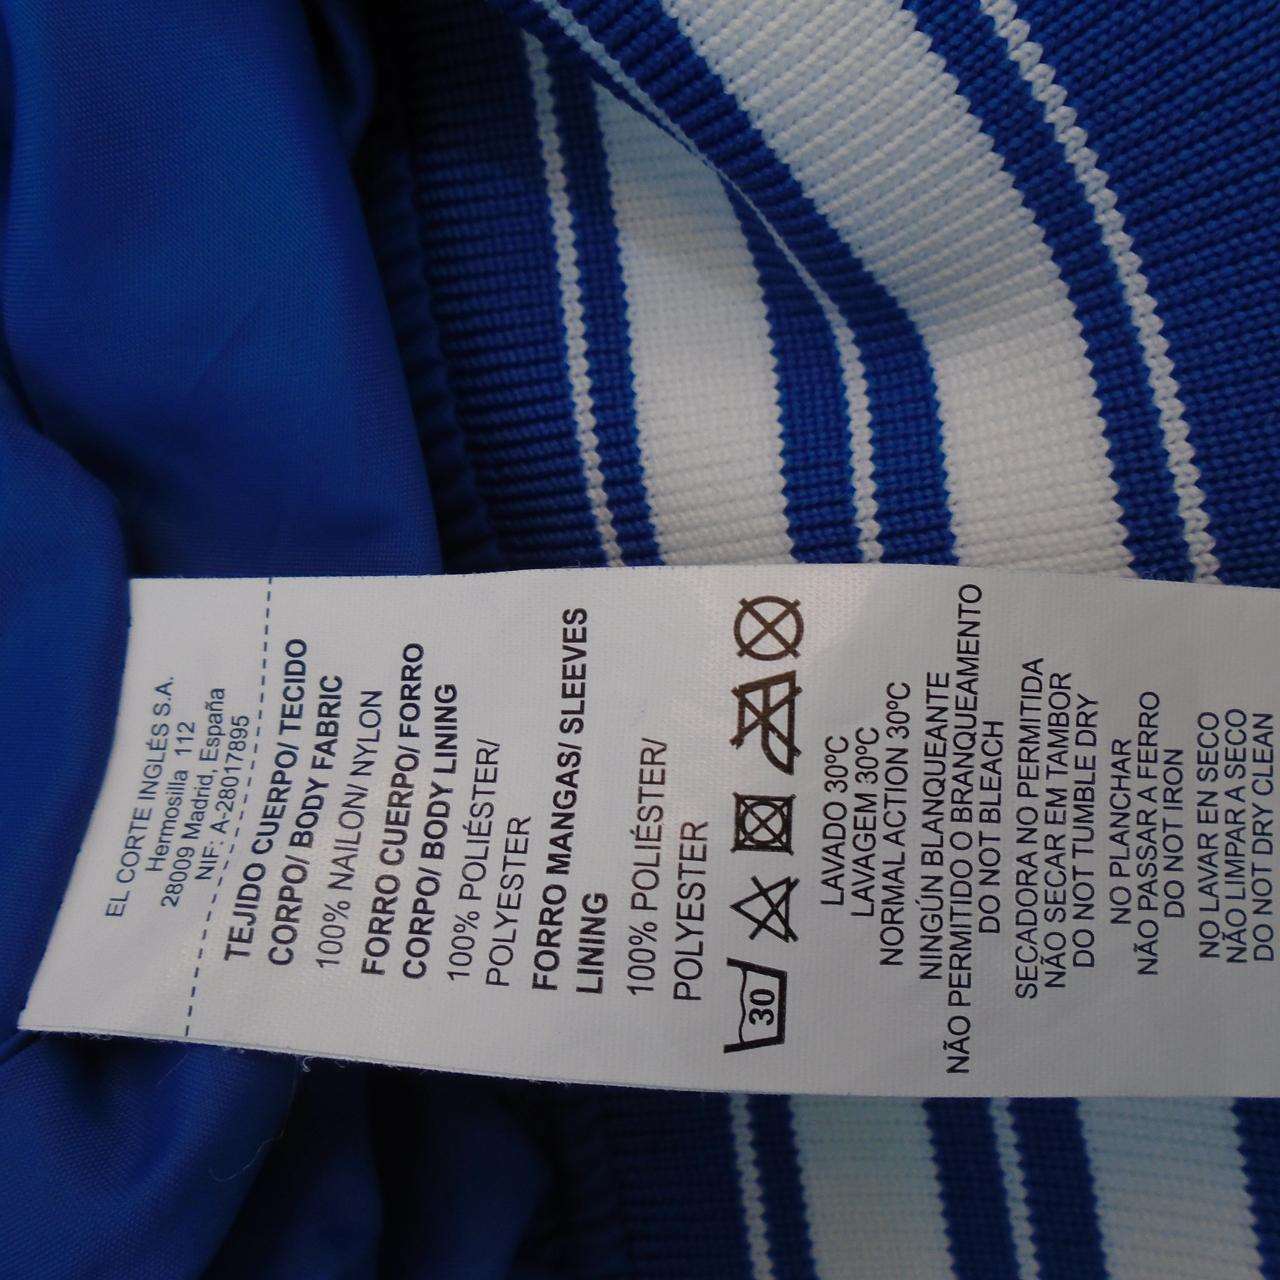 EL CORTE INGLÉS S.A.
Hermosilla 112
28009 Madrid, España
NIF: A-28017895
TEJIDO CUERPO/ TECIDO
CORPO/ BODY FABRIC
100% NAILON/ NYLON
FORRO CUERPO/ FORRO
CORPO/ BODY LINING
100% POLIÉSTER/
POLYESTER
FORRO MANGAS/ SLEEVES
LINING
100% POLIÉSTER/
POLYESTER
30
LAVADO 30ºC
LAVAGEM 30ºC
NORMAL ACTION 30ºC
NINGÚN BLANQUEANTE
NÃO PERMITIDO O BRANQUEAMENTO
DO NOT BLEACH
SECADORA NO PERMITIDA
NÃO SECAR EM TAMBOR
DO NOT TUMBLE DRY
NO PLANCHAR
NÃO PASSAR A FERRO
DO NOT IRON
NO LAVAR EN SECO
NÃO LIMPAR A SECO
DO NOT DRY CLEAN